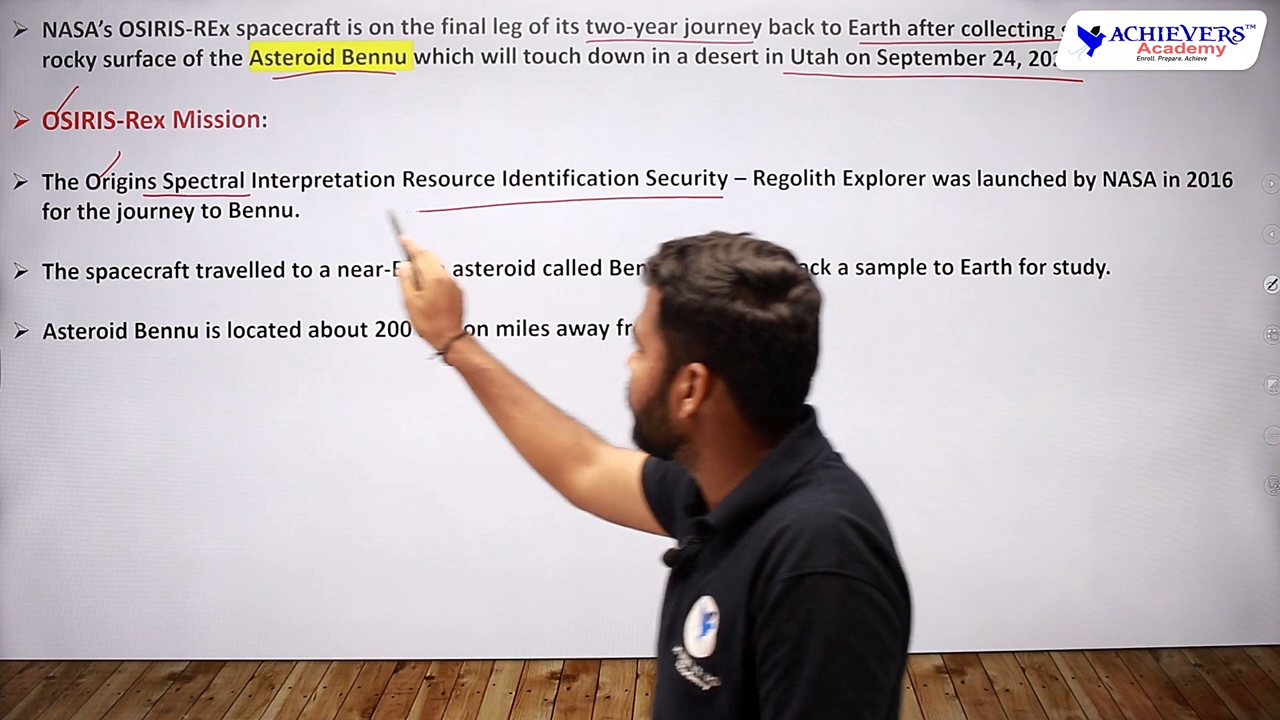 NASA's OSIRIS-REx spacecraft is on the final leg of its two-year journey back to Earth after collecting
rocky surface of the Asteroid Bennu which will touch down in a desert in Utah on September 24,
ACHIEVERS™
Academy
Enroll. Prepare. Achieve
OSIRIS-Rex Mission:
The Origins Spectral Interpretation Resource Identification Security – Regolith Explorer was launched by NASA in 2016
for the journey to Bennu.
The spacecraft travelled to a near- asteroid called a sample to Earth for study.
Asteroid Bennu is located about 200 miles away